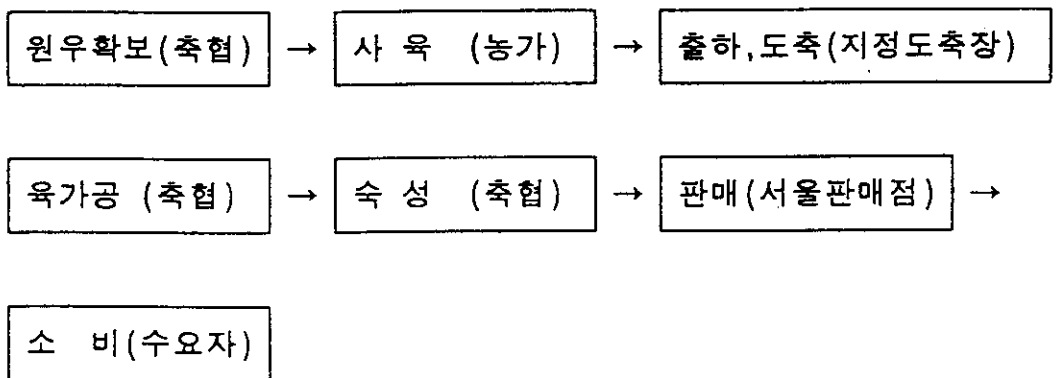 원우확보(축협) → 사 육 (농가) → 출하,도축(지정도축장)
육가공 (축협) → 숙 성 (축협) → 판매(서울판매점) →
소 비(수요자)